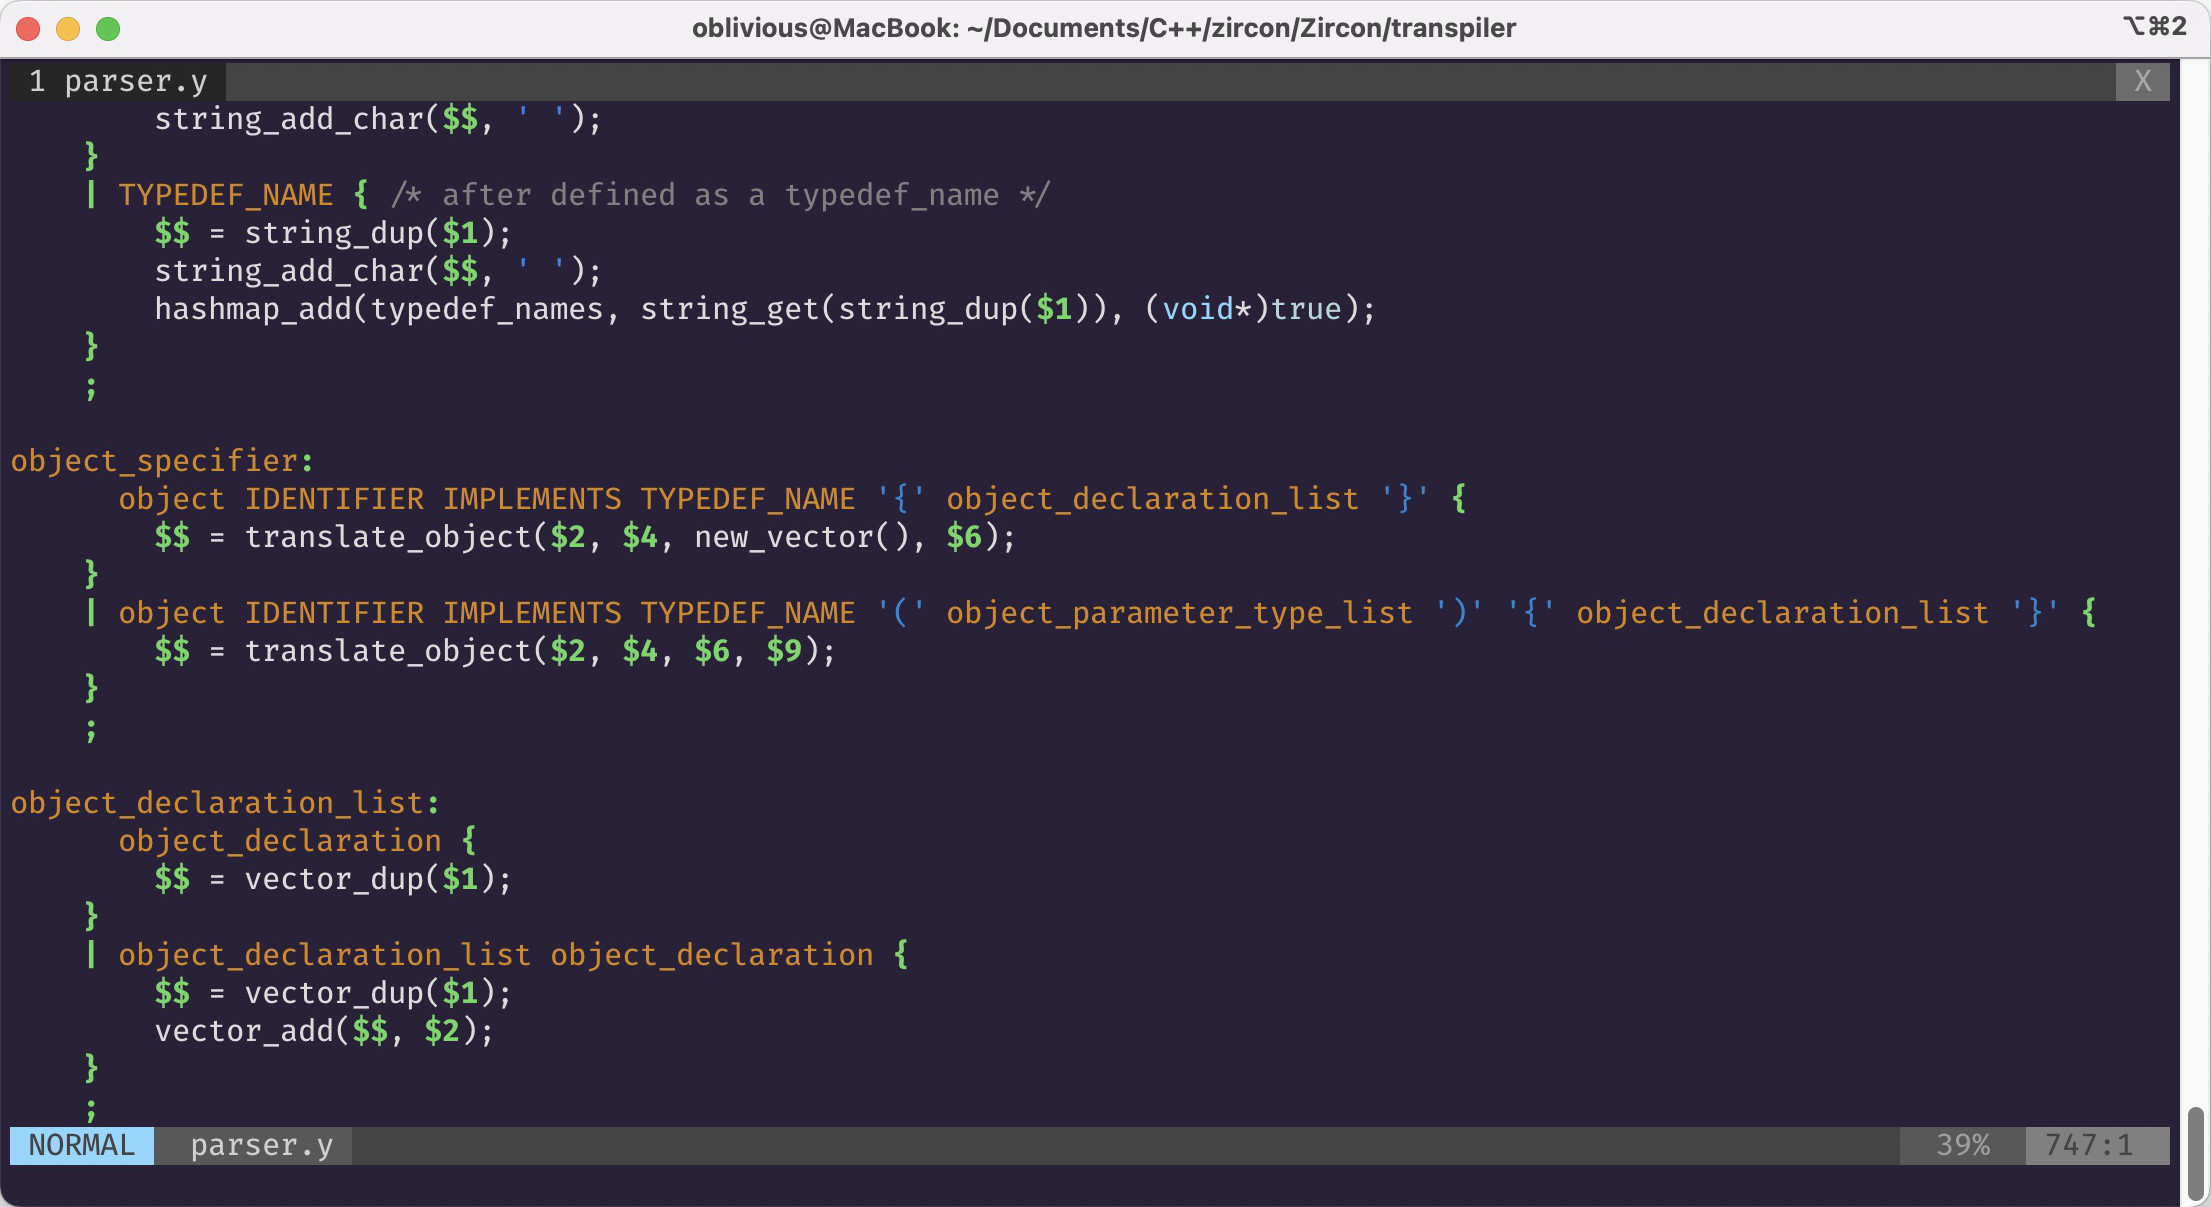 oblivious@MacBook: ~/Documents/C++/zircon/Zircon/transpiler ⌥⌘2
1 parser.y X
        string_add_char($$, ' ');
    }
    | TYPEDEF_NAME { /* after defined as a typedef_name */
        $$ = string_dup($1);
        string_add_char($$, ' ');
        hashmap_add(typedef_names, string_get(string_dup($1)), (void*)true);
    }
    ;

object_specifier:
      object IDENTIFIER IMPLEMENTS TYPEDEF_NAME '{' object_declaration_list '}' {
        $$ = translate_object($2, $4, new_vector(), $6);
    }
    | object IDENTIFIER IMPLEMENTS TYPEDEF_NAME '(' object_parameter_type_list ')' '{' object_declaration_list '}' {
        $$ = translate_object($2, $4, $6, $9);
    }
    ;

object_declaration_list:
      object_declaration {
        $$ = vector_dup($1);
    }
    | object_declaration_list object_declaration {
        $$ = vector_dup($1);
        vector_add($$, $2);
    }
    ;
NORMAL parser.y 39% 747:1